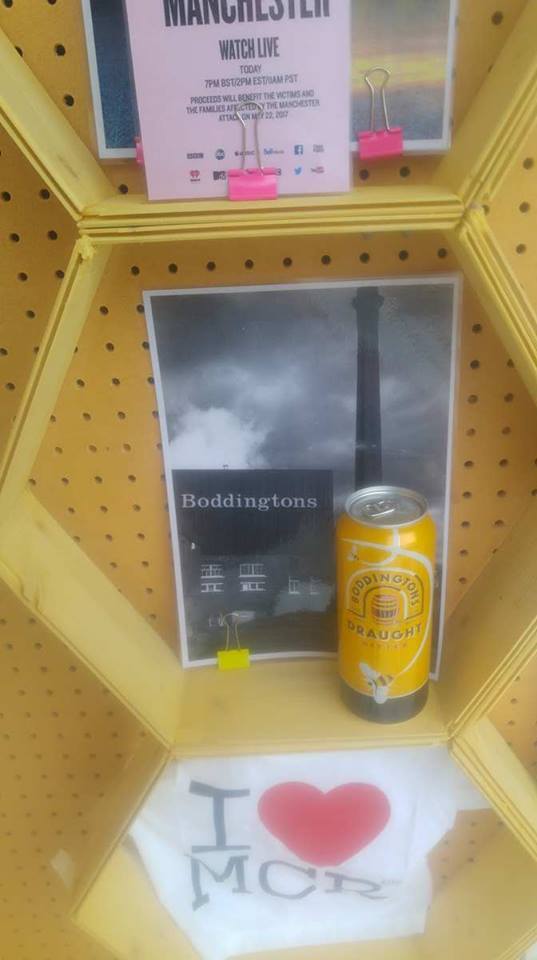 MANCHESTER
WATCH LIVE
TODAY
7PM BST/2PM EST/11AM PST
PROCEEDS WILL BENEFIT THE VICTIMS AND
THE FAMILIES AFFECTED BY THE MANCHESTER
ATTACK ON MAY 22, 2017
Boddingtons
BODDINGTONS
DRAUGHT
I
MCR